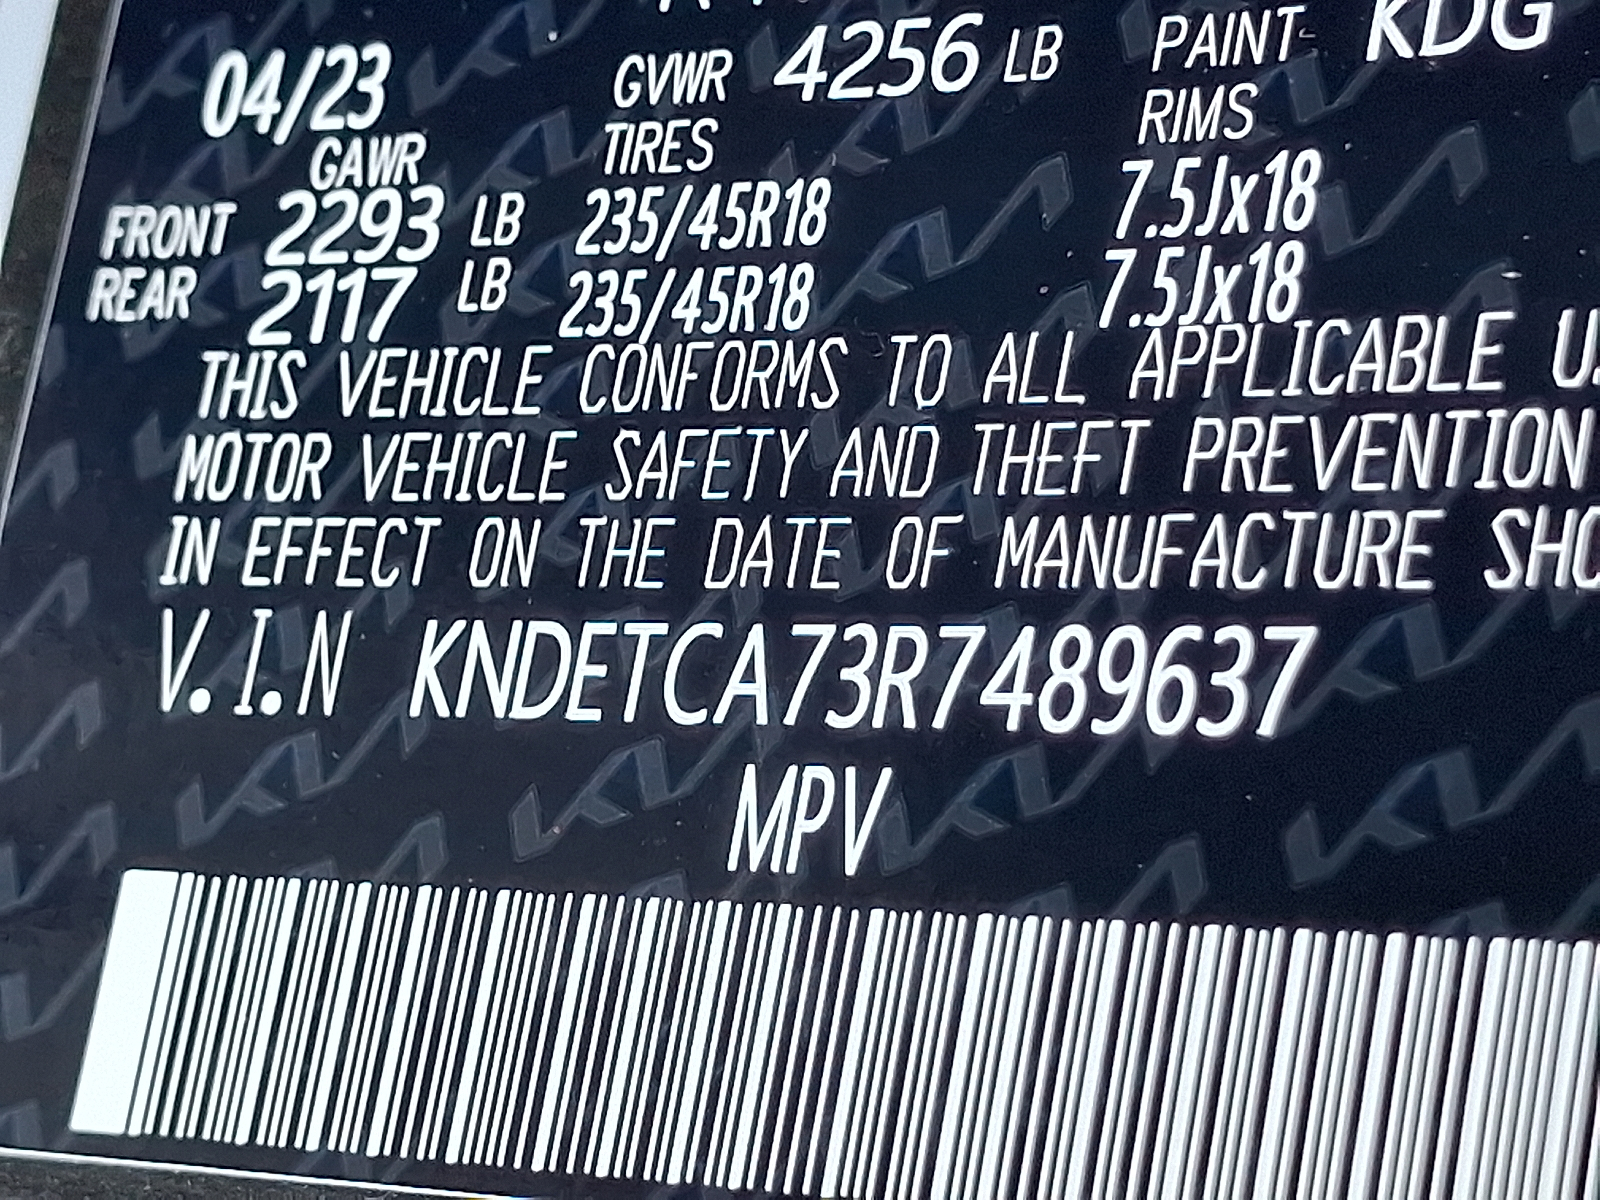 04/23 GVWR 4256 LB PAINT KDG
GAWR TIRES RIMS
FRONT 2293 LB 235/45R18 7.5Jx18
REAR 2117 LB 235/45R18 7.5Jx18
THIS VEHICLE CONFORMS TO ALL APPLICABLE U.
MOTOR VEHICLE SAFETY AND THEFT PREVENTION
IN EFFECT ON THE DATE OF MANUFACTURE SHO
V.I.N KNDETCA73R7489637
MPV